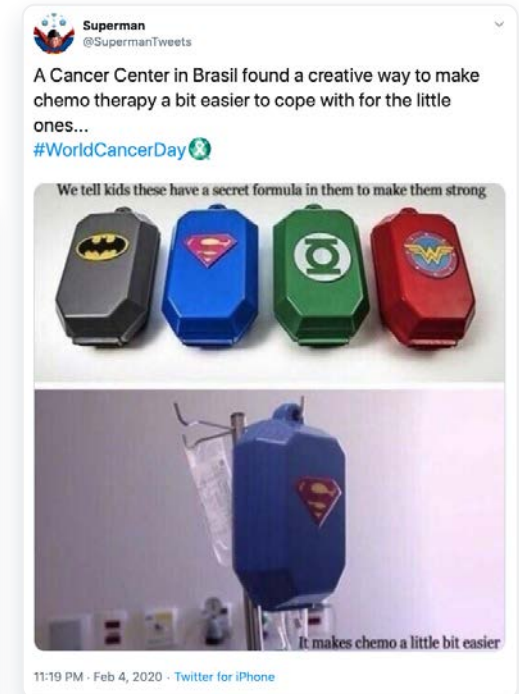 Superman
@SupermanTweets
A Cancer Center in Brasil found a creative way to make
chemo therapy a bit easier to cope with for the little
ones...
#WorldCancerDay
We tell kids these have a secret formula in them to make them strong
It makes chemo a little bit easier
11:19 PM · Feb 4, 2020 · Twitter for iPhone